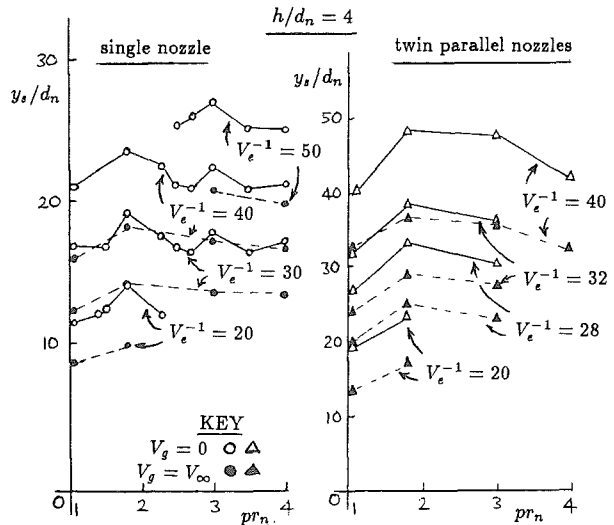 h/d_n = 4
single nozzle
twin parallel nozzles
30
y_s/d_n
20
10
0
1
2
3
4
pr_n.
V_e^{-1} = 50
V_e^{-1} = 40
V_e^{-1} = 30
V_e^{-1} = 20
KEY
V_g = 0 ○ △
V_g = V_∞ ● ▲
y_s/d_n
50
40
30
20
10
0
1
2
3
4
pr_n
V_e^{-1} = 40
V_e^{-1} = 32
V_e^{-1} = 28
V_e^{-1} = 20